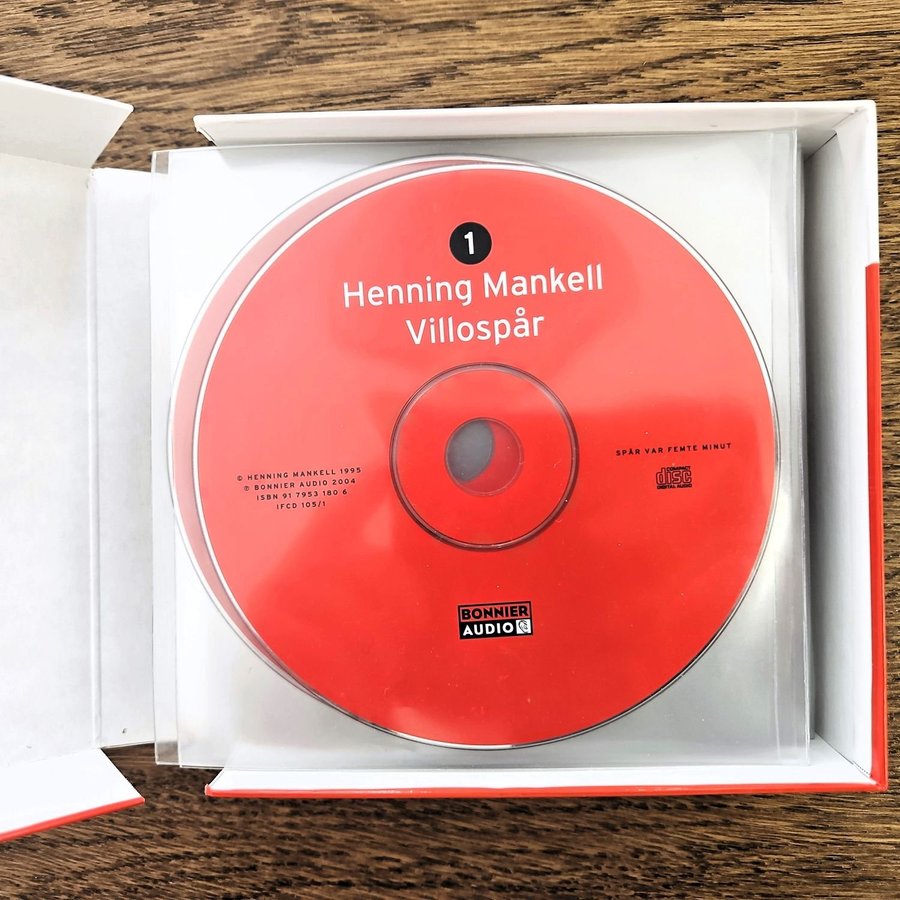 1
Henning Mankell
Villospår
© HENNING MANKELL 1995
℗ BONNIER AUDIO 2004
ISBN 91 7953 180 6
IFCD 105/1
SPÅR VAR FEMTE MINUT
COMPACT
disc
DIGITAL AUDIO
BONNIER
AUDIO